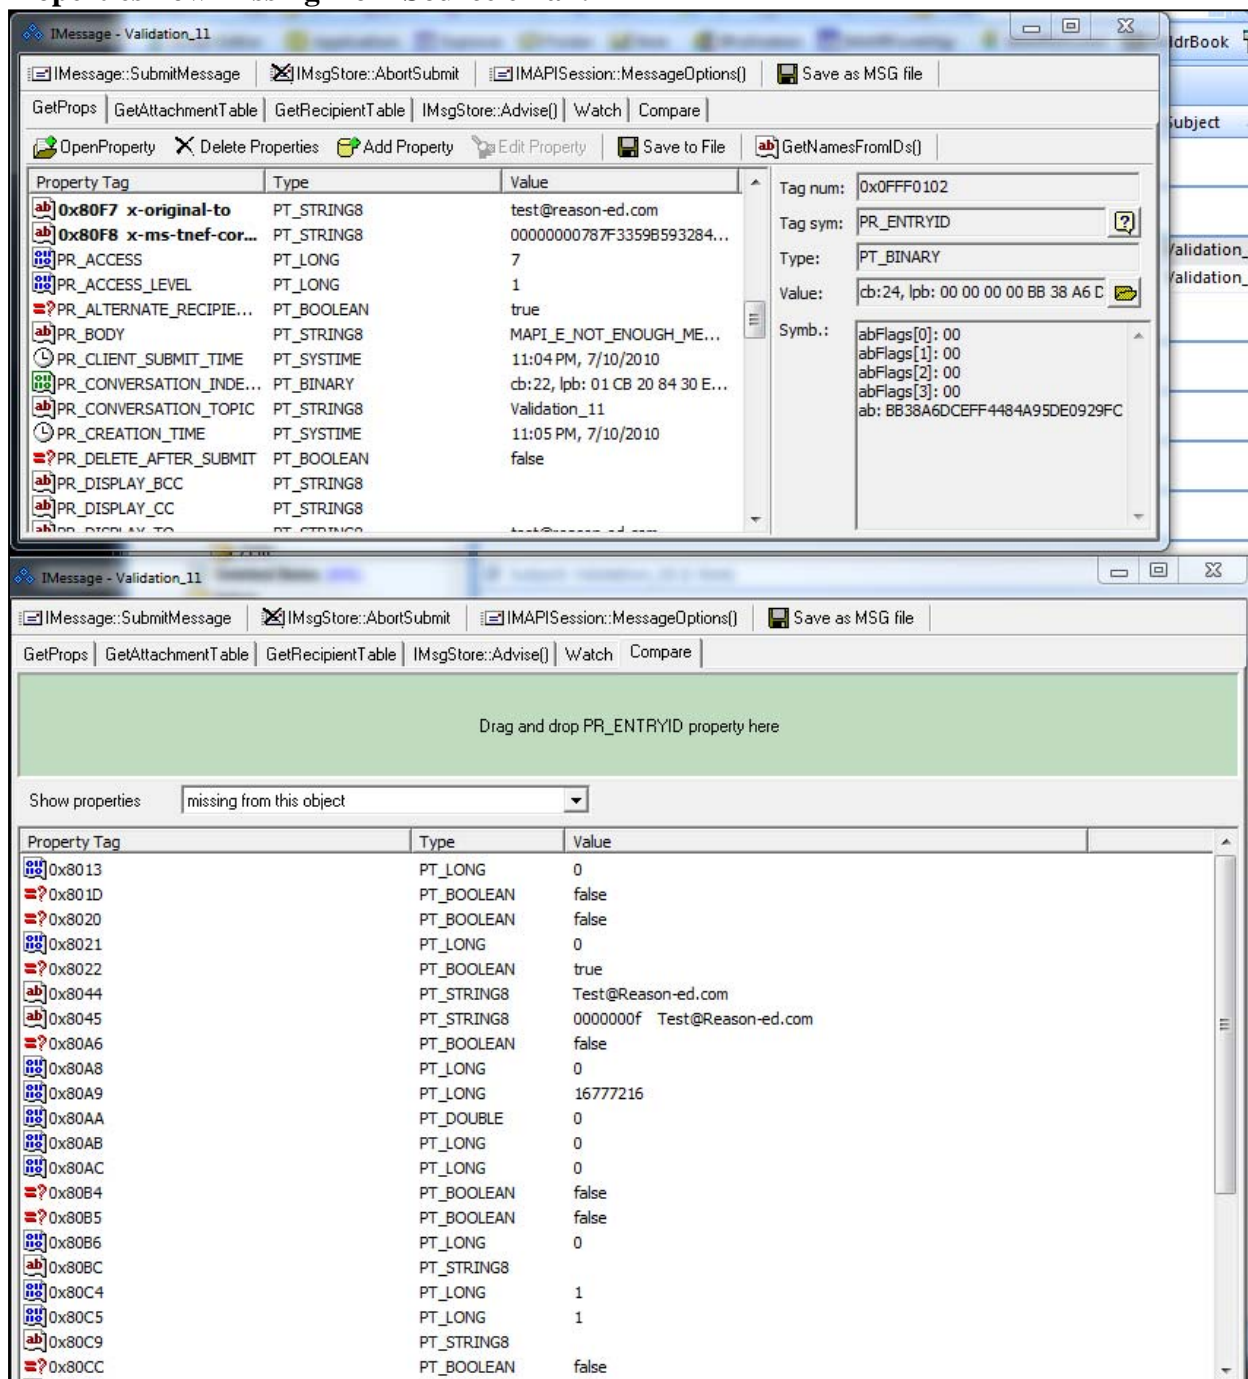 IMessage - Validation_11
IMessage::SubmitMessage IMsgStore::AbortSubmit IMAPISession::MessageOptions() Save as MSG file
GetProps GetAttachmentTable GetRecipientTable IMsgStore::Advise() Watch Compare
OpenProperty Delete Properties Add Property Edit Property Save to File GetNamesFromIDs()
Property Tag Type Value
0x80F7 x-original-to PT_STRING8 test@reason-ed.com
0x80F8 x-ms-tnef-cor... PT_STRING8 00000000787F3359B593284...
PR_ACCESS PT_LONG 7
PR_ACCESS_LEVEL PT_LONG 1
PR_ALTERNATE_RECIPIE... PT_BOOLEAN true
PR_BODY PT_STRING8 MAPI_E_NOT_ENOUGH_ME...
PR_CLIENT_SUBMIT_TIME PT_SYSTIME 11:04 PM, 7/10/2010
PR_CONVERSATION_INDE... PT_BINARY cb:22, lpb: 01 CB 20 84 30 E...
PR_CONVERSATION_TOPIC PT_STRING8 Validation_11
PR_CREATION_TIME PT_SYSTIME 11:05 PM, 7/10/2010
PR_DELETE_AFTER_SUBMIT PT_BOOLEAN false
PR_DISPLAY_BCC PT_STRING8
PR_DISPLAY_CC PT_STRING8
Tag num: 0x0FFF0102
Tag sym: PR_ENTRYID
Type: PT_BINARY
Value: cb:24, lpb: 00 00 00 00 BB 38 A6 D
Symb.: abFlags[0]: 00
abFlags[1]: 00
abFlags[2]: 00
abFlags[3]: 00
ab: BB38A6DCEFF4484A95DE0929FC
ldrBook
Subject
Validation_
Validation_
IMessage - Validation_11
IMessage::SubmitMessage IMsgStore::AbortSubmit IMAPISession::MessageOptions() Save as MSG file
GetProps GetAttachmentTable GetRecipientTable IMsgStore::Advise() Watch Compare
Drag and drop PR_ENTRYID property here
Show properties missing from this object
Property Tag Type Value
0x8013 PT_LONG 0
0x801D PT_BOOLEAN false
0x8020 PT_BOOLEAN false
0x8021 PT_LONG 0
0x8022 PT_BOOLEAN true
0x8044 PT_STRING8 Test@Reason-ed.com
0x8045 PT_STRING8 0000000f Test@Reason-ed.com
0x80A6 PT_BOOLEAN false
0x80A8 PT_LONG 0
0x80A9 PT_LONG 16777216
0x80AA PT_DOUBLE 0
0x80AB PT_LONG 0
0x80AC PT_LONG 0
0x80B4 PT_BOOLEAN false
0x80B5 PT_BOOLEAN false
0x80B6 PT_LONG 0
0x80BC PT_STRING8
0x80C4 PT_LONG 1
0x80C5 PT_LONG 1
0x80C9 PT_STRING8
0x80CC PT_BOOLEAN false